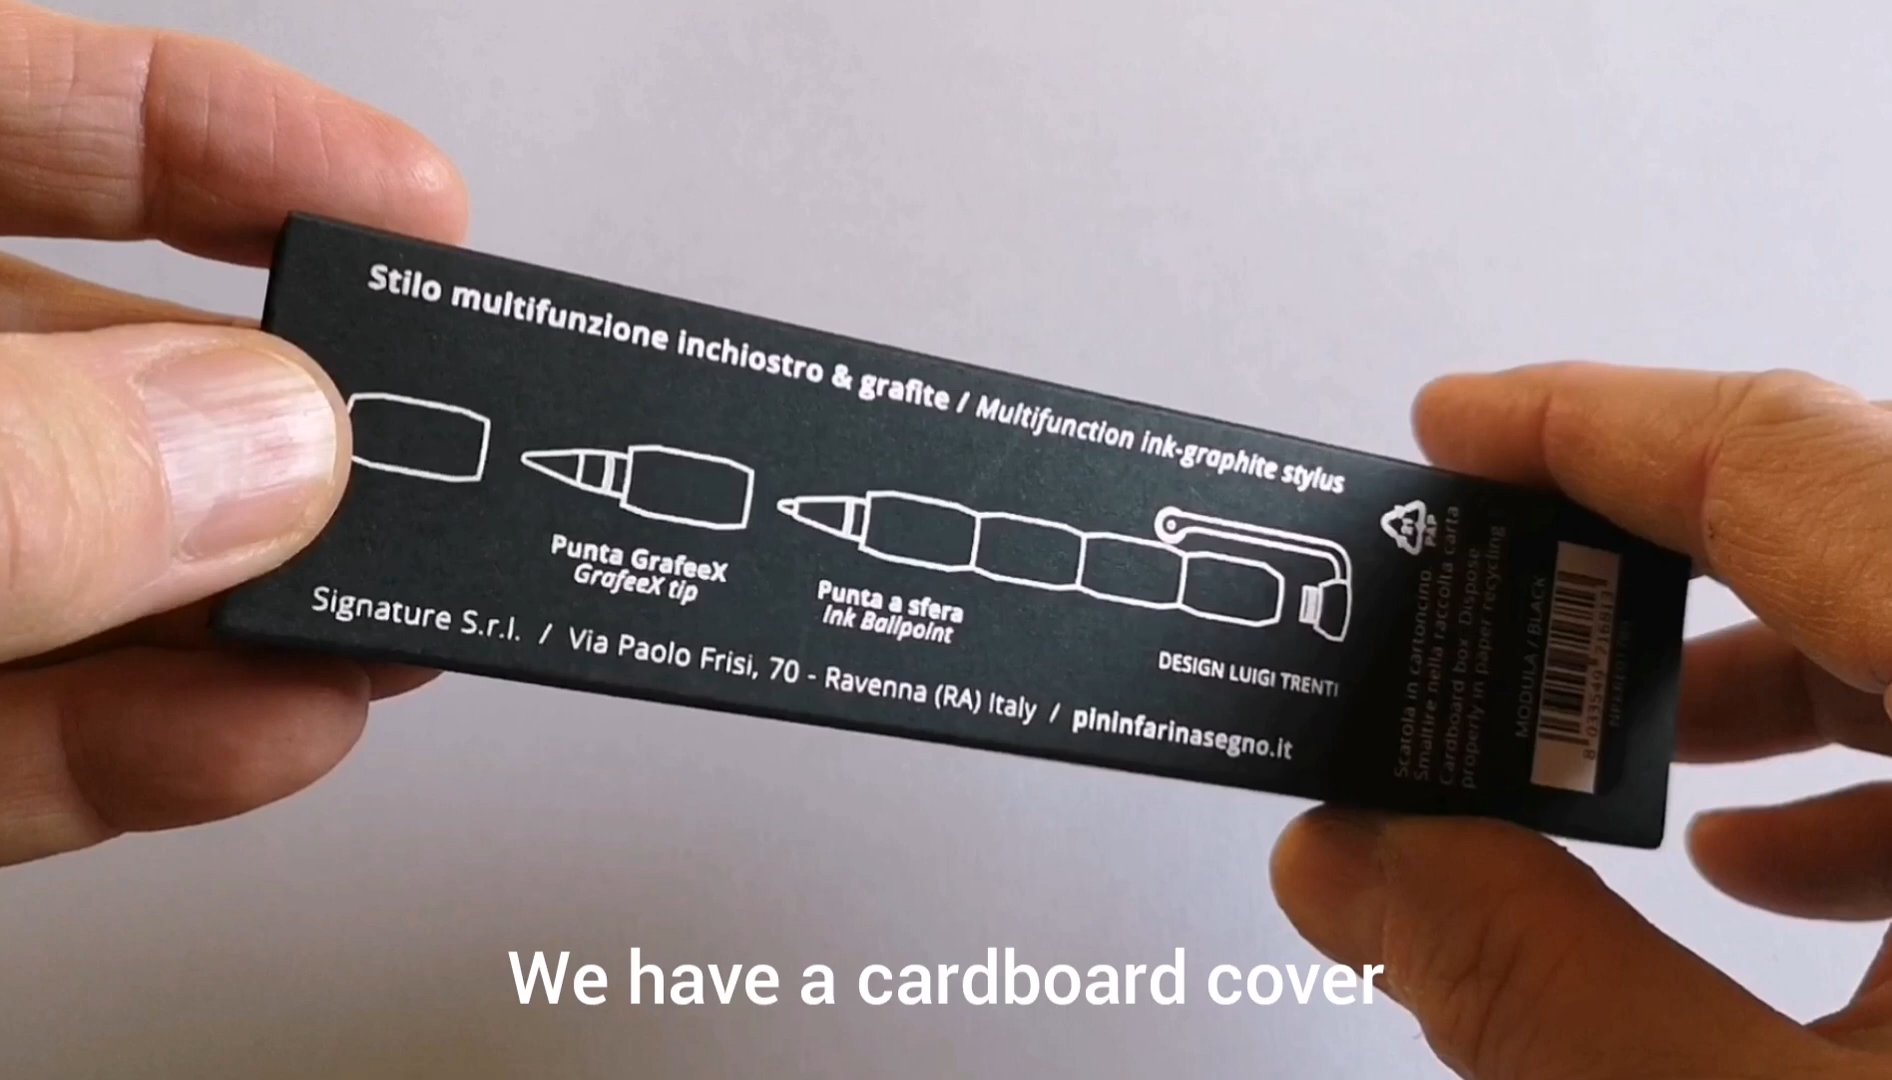 Stilo multifunzione inchiostro & grafite / Multifunction ink-graphite stylus
Punta GrafeeX
GrafeeX tip
Punta a sfera
Ink Ballpoint
DESIGN LUIGI TRENTI
Signature S.r.l. / Via Paolo Frisi, 70 - Ravenna (RA) Italy / pininfarinasegno.it
21
PAP
Scatola in cartoncino.
Smaltire nella raccolta carta
Cardboard box. Dispose
properly in paper recycling
MODULA / BLACK
We have a cardboard cover